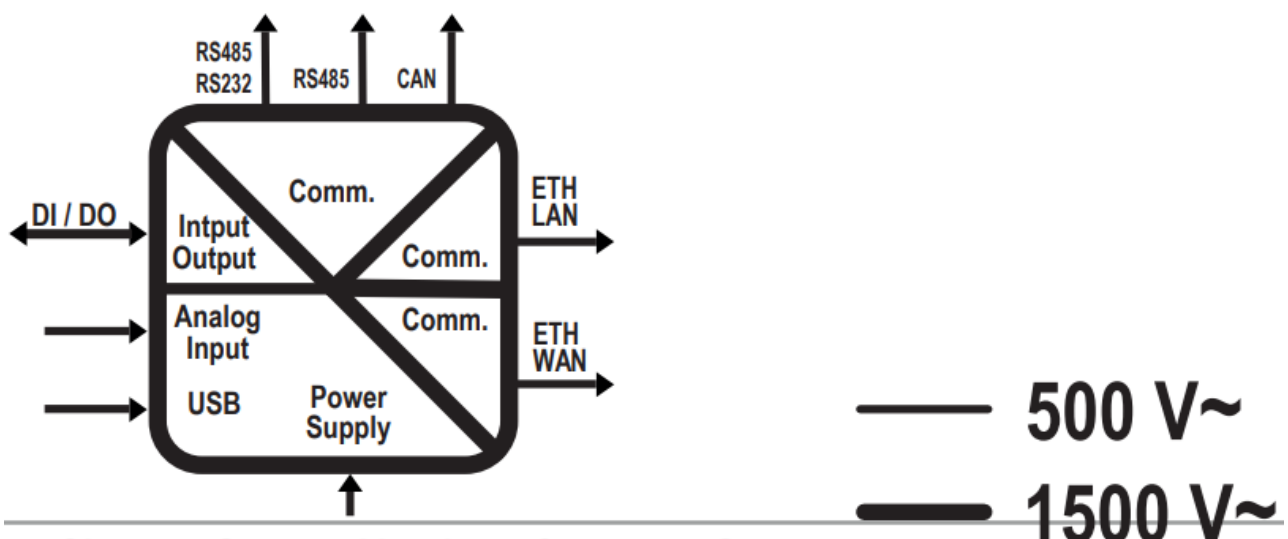 RS485
RS232
RS485
CAN
Comm.
ETH
LAN
DI / DO
Intput
Output
Comm.
Analog
Input
Comm.
ETH
WAN
USB
Power
Supply
500 V~
1500 V~